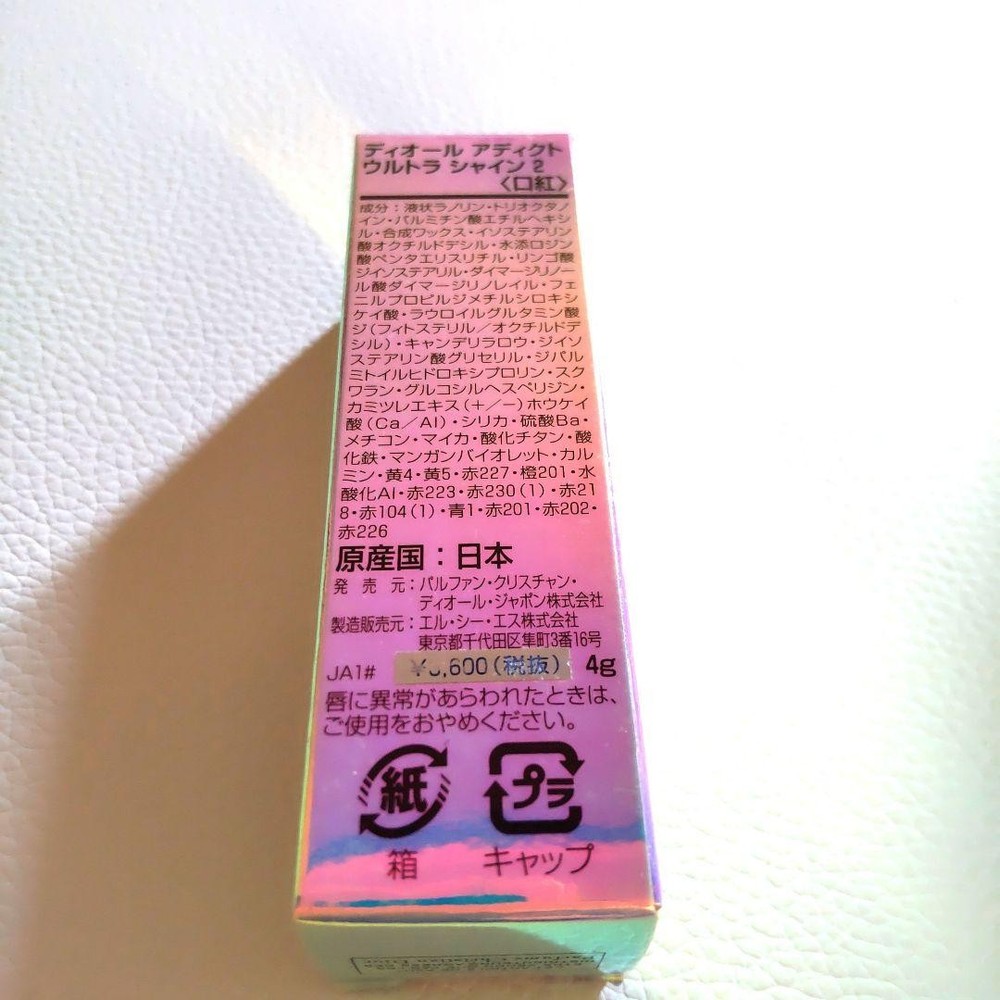 ディオール アディクト
ウルトラ シャイン 2
〈口紅〉
成分：液状ラノリン・トリオクタノ
イン・パルミチン酸エチルヘキシ
ル・合成ワックス・イソステアリン
酸オクチルドデシル・水添ロジン
酸ペンタエリスリチル・リンゴ酸
ジイソステアリル・ダイマージリノー
ル酸ダイマージリノレイル・フェ
ニルプロピルジメチルシロキシ
ケイ酸・ラウロイルグルタミン酸
ジ（フィトステリル／オクチルドデ
シル）・キャンデリラロウ・ジイソ
ステアリン酸グリセリル・ジパル
ミトイルヒドロキシプロリン・スク
ワラン・グルコシルヘスペリジン・
カミツレエキス（＋／－）ホウケイ
酸（Ca／Al）・シリカ・硫酸Ba・
メチコン・マイカ・酸化チタン・酸
化鉄・マンガンバイオレット・カル
ミン・黄4・黄5・赤227・橙201・水
酸化Al・赤223・赤230（1）・赤21
8・赤104（1）・青1・赤201・赤202・
赤226
原産国：日本
発売元：パルファン・クリスチャン・
ディオール・ジャポン株式会社
製造販売元：エル・シー・エス株式会社
東京都千代田区隼町3番16号
JA1# （税抜） 4g
唇に異常があらわれたときは、
ご使用をおやめください。
紙 プラ
箱 キャップ